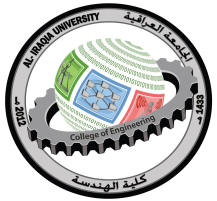 AL- IRAQIA UNIVERSITY
الجامعة العراقية
College of Engineering
2012 م
1433 هـ
كلية الهندسة